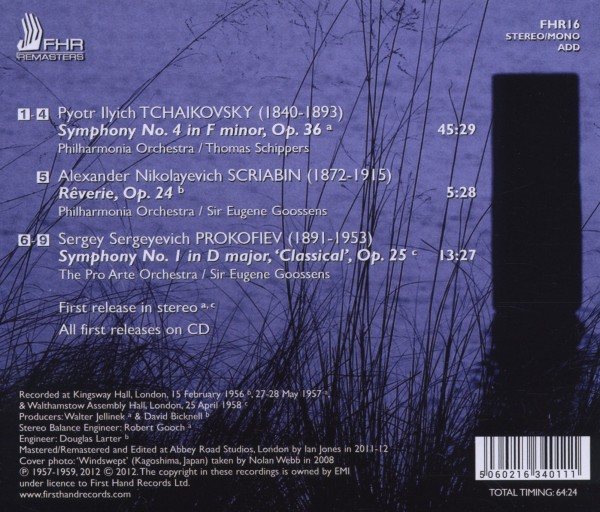 FHR
REMASTERS
FHR16
STEREO/MONO
ADD
1-4 Pyotr Ilyich TCHAIKOVSKY (1840-1893)
Symphony No. 4 in F minor, Op. 36 a 45:29
Philharmonia Orchestra / Thomas Schippers
5 Alexander Nikolayevich SCRIABIN (1872-1915)
Rêverie, Op. 24 b 5:28
Philharmonia Orchestra / Sir Eugene Goossens
6-9 Sergey Sergeyevich PROKOFIEV (1891-1953)
Symphony No. 1 in D major, ‘Classical’, Op. 25 c 13:27
The Pro Arte Orchestra / Sir Eugene Goossens
First release in stereo a, c
All first releases on CD
Recorded at Kingsway Hall, London, 15 February 1956 b, 27-28 May 1957 a,
& Walthamstow Assembly Hall, London, 25 April 1958 c
Producers: Walter Jellinek a & David Bicknell b
Stereo Balance Engineer: Robert Gooch a
Engineer: Douglas Larter b
Mastered/Remastered and Edited at Abbey Road Studios, London by Ian Jones in 2011-12
Cover photo: ‘Windswept’ (Kagoshima, Japan) taken by Nolan Webb in 2008
℗ 1957-1959, 2012 © 2012. The copyright in these recordings is owned by EMI
under licence to First Hand Records Ltd.
www.firsthandrecords.com
5060216 340111
TOTAL TIMING: 64:24